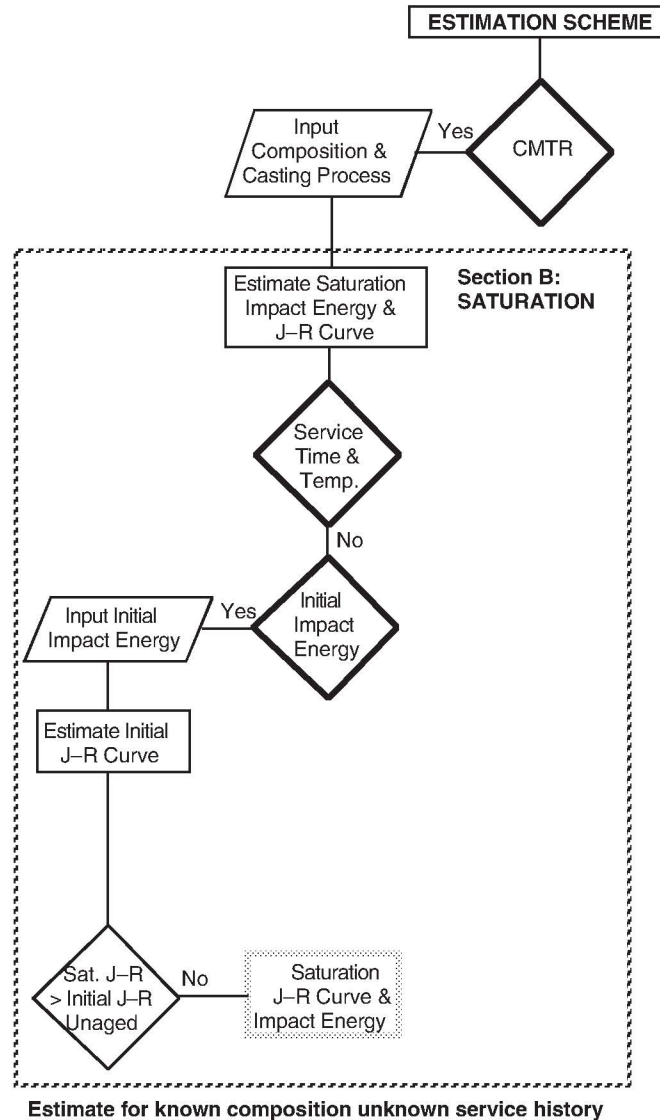 ESTIMATION SCHEME
CMTR
Yes
Input
Composition &
Casting Process
Section B:
SATURATION
Estimate Saturation
Impact Energy &
J–R Curve
Service
Time &
Temp.
No
Initial
Impact
Energy
Yes
Input Initial
Impact Energy
Estimate Initial
J–R Curve
Sat. J–R
> Initial J–R
Unaged
No
Saturation
J–R Curve &
Impact Energy
Estimate for known composition unknown service history